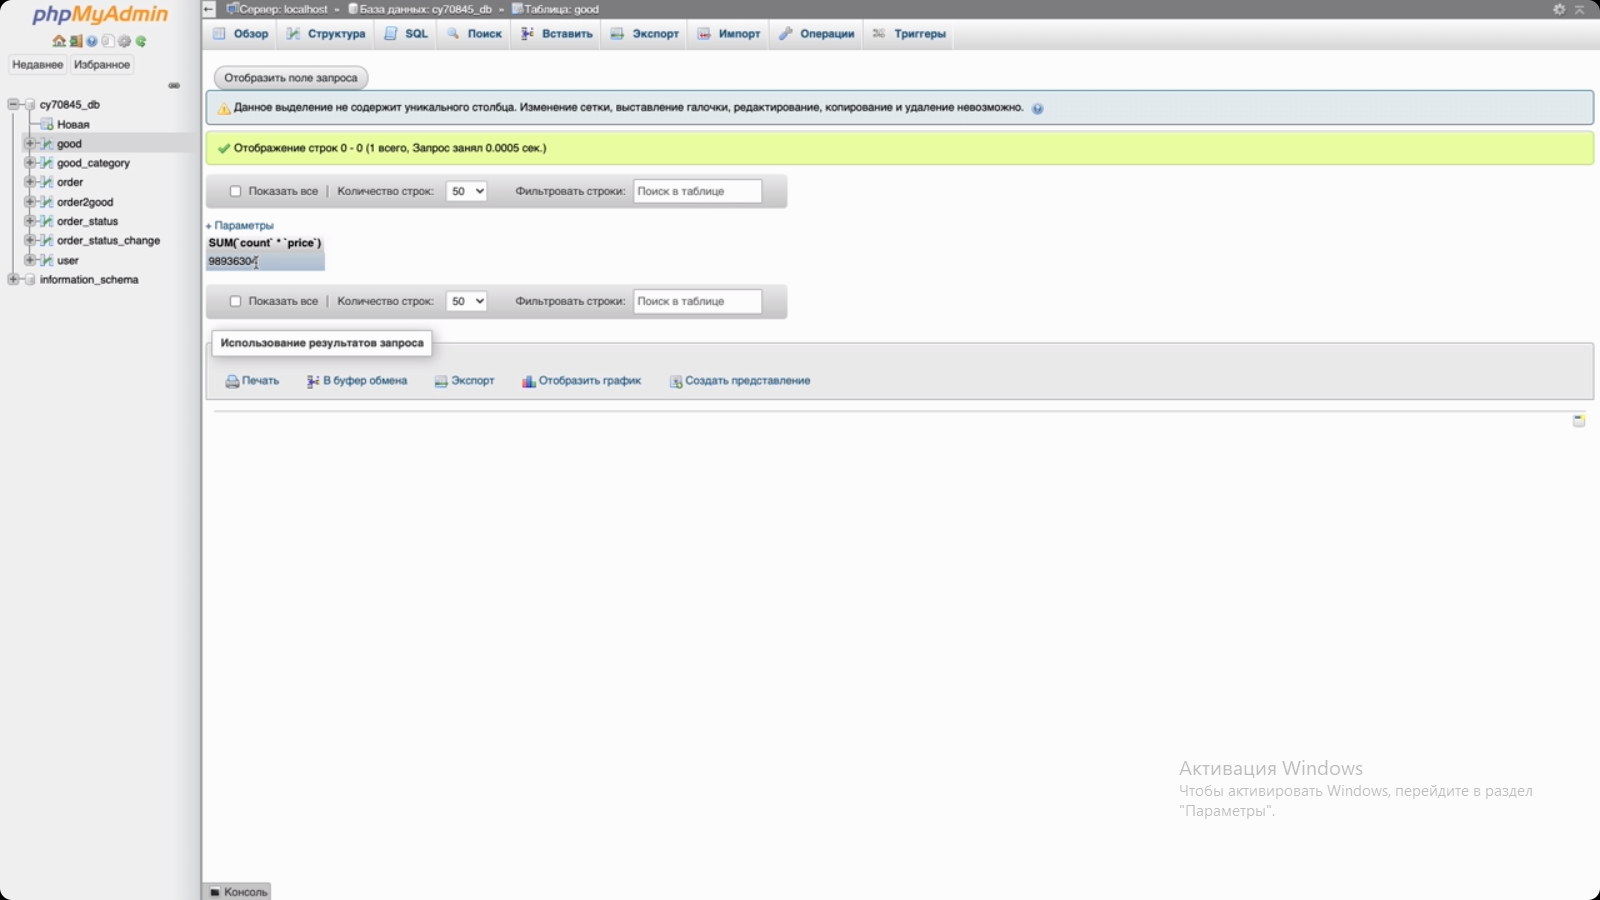 phpMyAdmin
Недавнее Избранное
cy70845_db
Новая
good
good_category
order
order2good
order_status
order_status_change
user
information_schema
Сервер: localhost » База данных: cy70845_db » Таблица: good
Обзор Структура SQL Поиск Вставить Экспорт Импорт Операции Триггеры
Отобразить поле запроса
Данное выделение не содержит уникального столбца. Изменение сетки, выставление галочки, редактирование, копирование и удаление невозможно.
Отображение строк 0 - 0 (1 всего, Запрос занял 0.0005 сек.)
Показать все | Количество строк: 50 Фильтровать строки: Поиск в таблице
+ Параметры
SUM(`count` * `price`)
98936304
Показать все | Количество строк: 50 Фильтровать строки: Поиск в таблице
Использование результатов запроса
Печать В буфер обмена Экспорт Отобразить график Создать представление
Активация Windows
Чтобы активировать Windows, перейдите в раздел
"Параметры".
Консоль